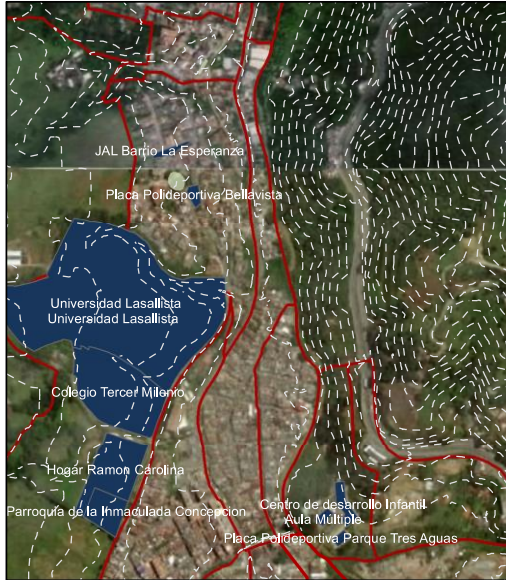 JAL Barrio La Esperanza
Placa Polideportiva Bellavista
Universidad Lasallista
Universidad Lasallista
Colegio Tercer Milenio
Hogar Ramon Carolina
Parroquia de la Inmaculada Concepcion
Centro de desarrollo Infantil
Aula Múltiple
Placa Polideportiva Parque Tres Aguas